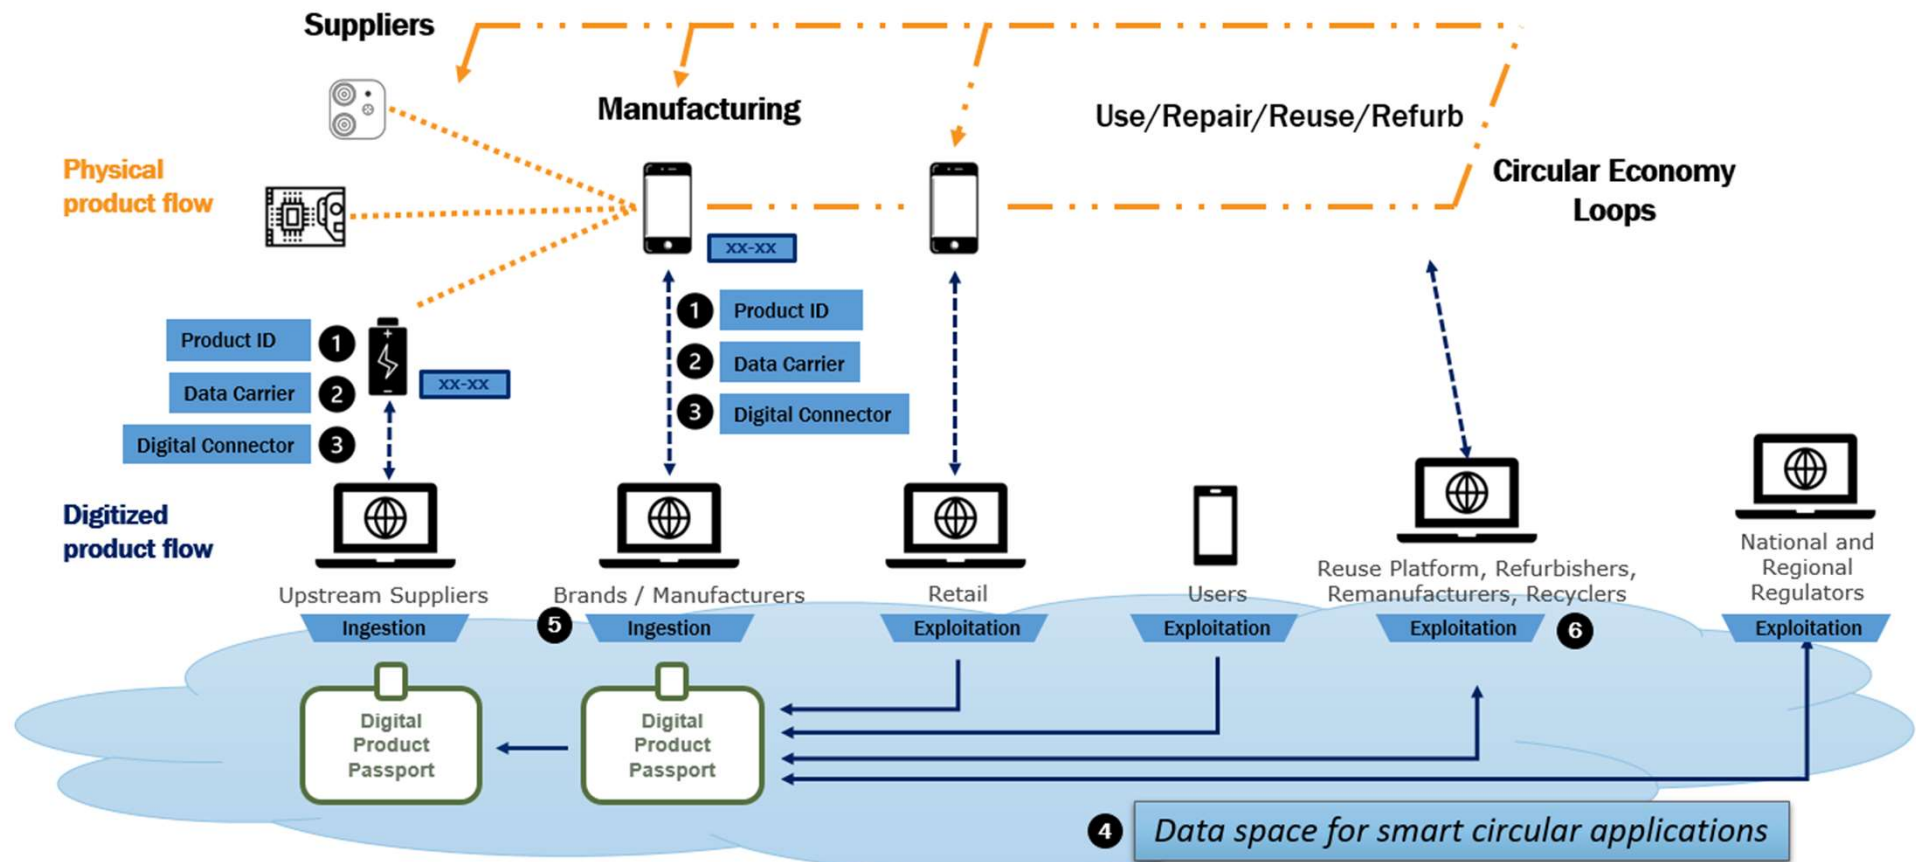 Suppliers
Manufacturing
Use/Repair/Reuse/Refurb
Physical
product flow
Circular Economy
Loops
xx-xx
1 Product ID
2 Data Carrier
3 Digital Connector
Product ID 1
Data Carrier 2
xx-xx
Digital Connector 3
Digitized
product flow
Upstream Suppliers
Brands / Manufacturers
Retail
Users
Reuse Platform, Refurbishers,
Remanufacturers, Recyclers
National and
Regional
Regulators
Ingestion
5
Ingestion
Exploitation
Exploitation
Exploitation
6
Exploitation
Digital
Product
Passport
Digital
Product
Passport
4 Data space for smart circular applications